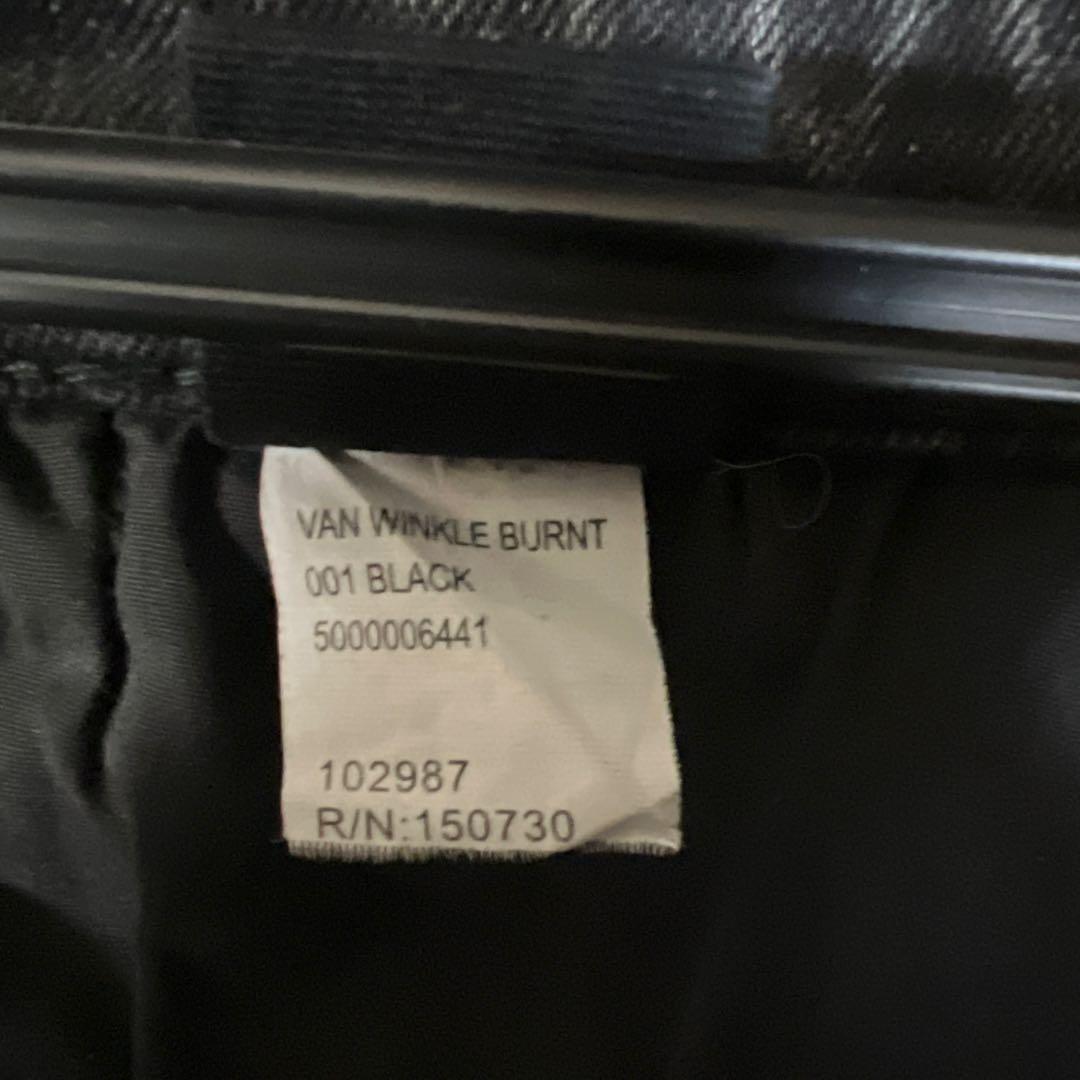 VAN WINKLE BURNT
001 BLACK
5000006441
102987
R/N:150730